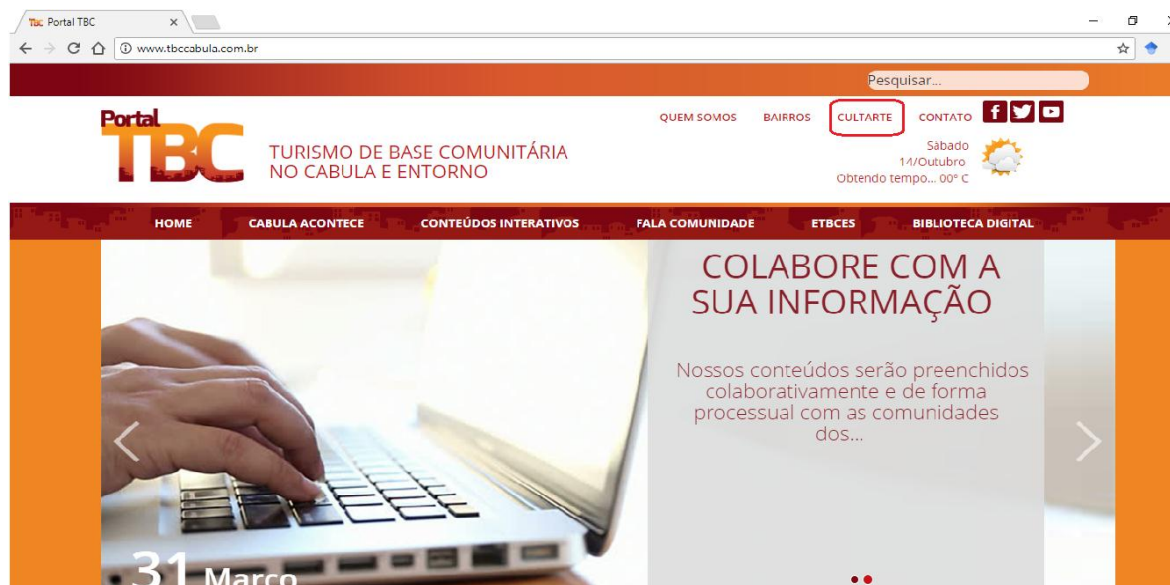 Tbc Portal TBC
www.tbccabula.com.br
Pesquisar...
Portal
TBC
TURISMO DE BASE COMUNITÁRIA
NO CABULA E ENTORNO
QUEM SOMOS BAIRROS CULTARTE CONTATO
Sábado
14/Outubro
Obtendo tempo... 00° C
HOME CABULA ACONTECE CONTEÚDOS INTERATIVOS FALA COMUNIDADE ETBCES BIBLIOTECA DIGITAL
COLABORE COM A
SUA INFORMAÇÃO
Nossos conteúdos serão preenchidos
colaborativamente e de forma
processual com as comunidades
dos...
31 Março